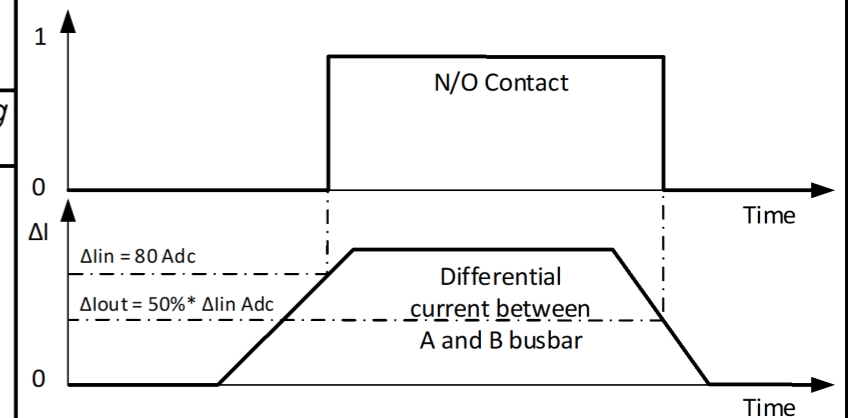 1
N/O Contact
g
0
Time
ΔI
ΔIin = 80 Adc
ΔIout = 50%* ΔIin Adc
Differential
current between
A and B busbar
0
Time